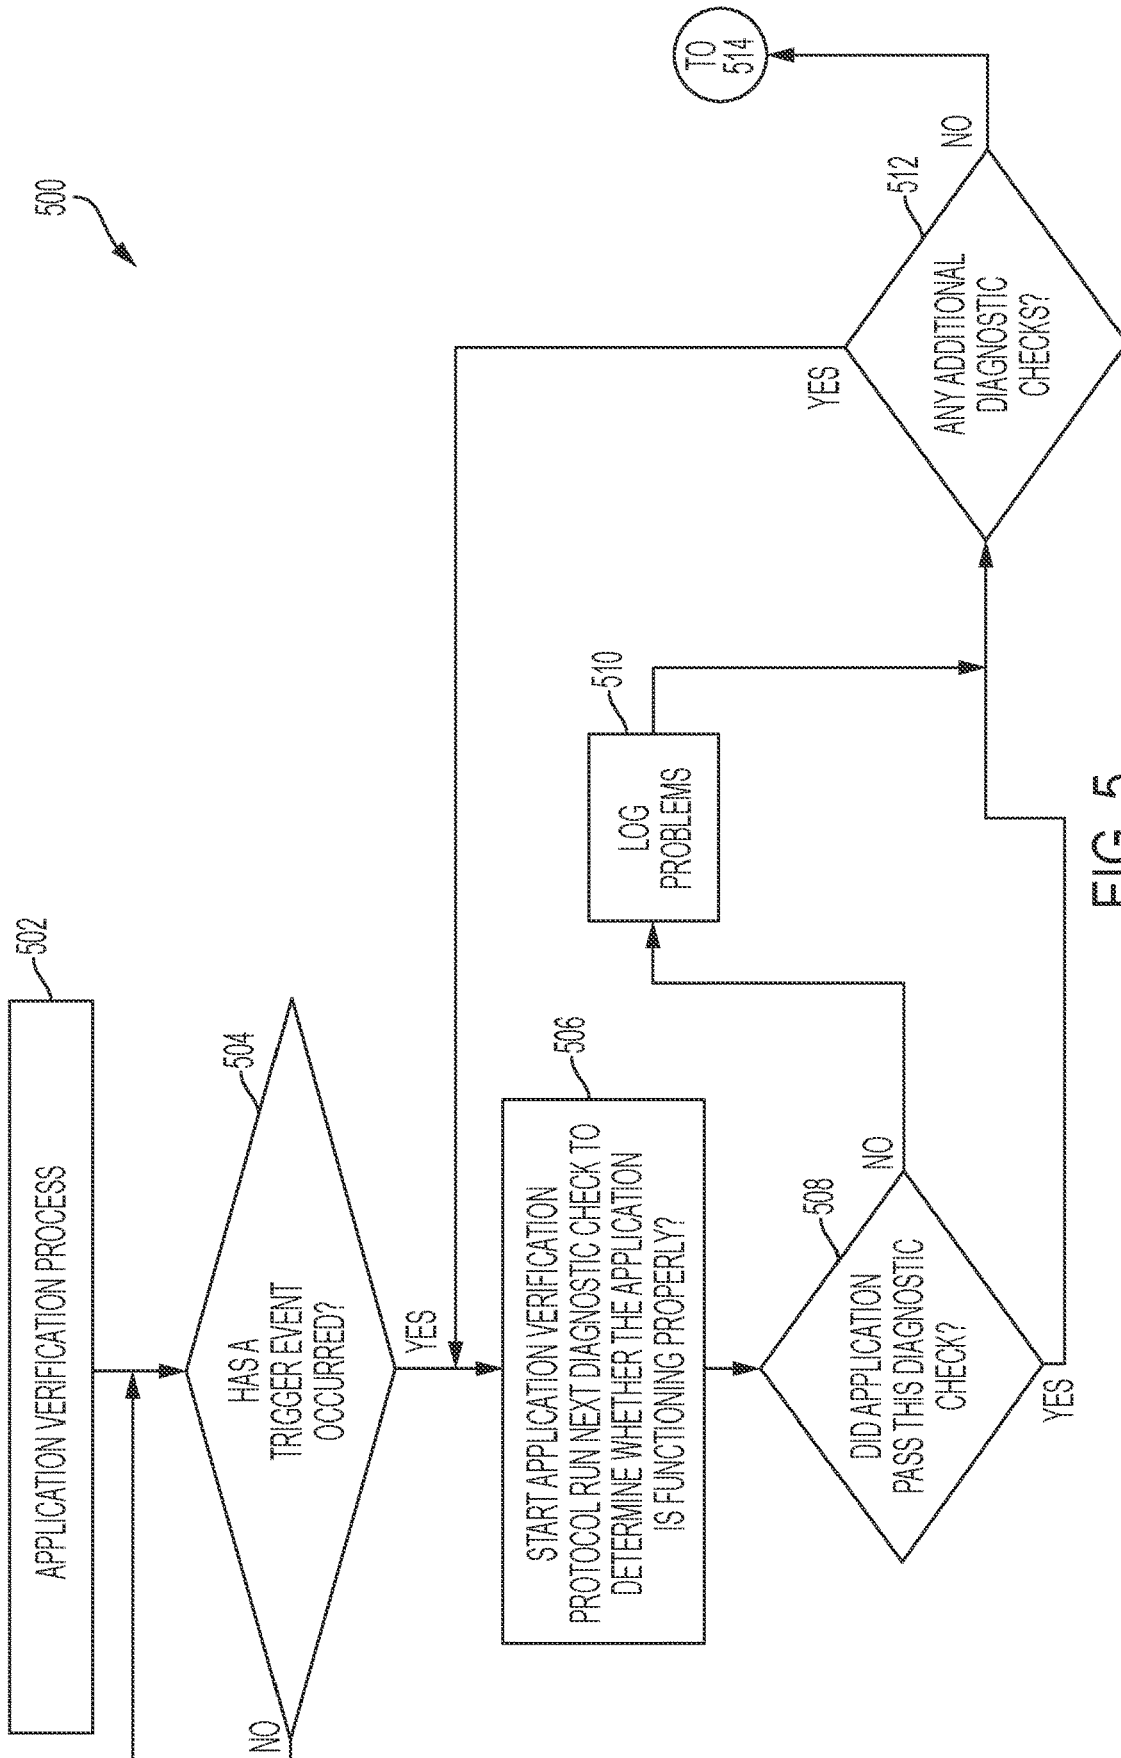 500
APPLICATION VERIFICATION PROCESS
502
HAS A
TRIGGER EVENT
OCCURRED?
504
NO
YES
START APPLICATION VERIFICATION
PROTOCOL RUN NEXT DIAGNOSTIC CHECK TO
DETERMINE WHETHER THE APPLICATION
IS FUNCTIONING PROPERLY?
506
DID APPLICATION
PASS THIS DIAGNOSTIC
CHECK?
508
NO
YES
LOG
PROBLEMS
510
ANY ADDITIONAL
DIAGNOSTIC
CHECKS?
512
YES
NO
TO
514
FIG. 5